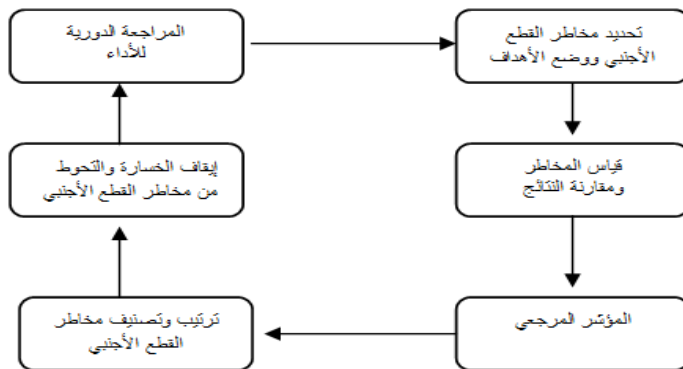 تحديد مخاطر القطع
الأجنبي ووضع الأهداف
المراجعة الدورية
للأداء
قياس المخاطر
ومقارنة النتائج
إيقاف الخسارة والتحوط
من مخاطر القطع الأجنبي
المؤشر المرجعي
ترتيب وتصنيف مخاطر
القطع الأجنبي